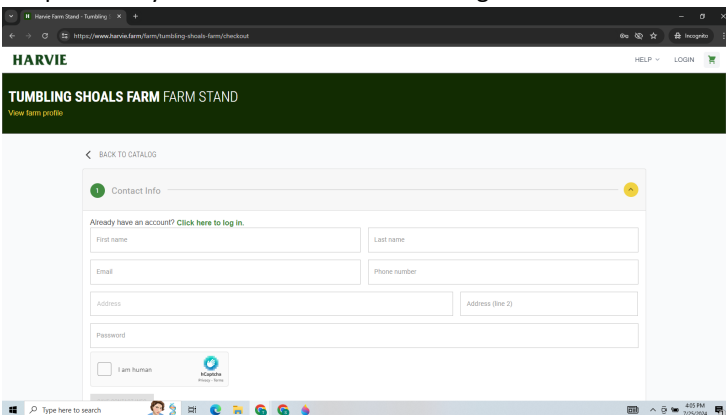 Harvie Farm Stand - Tumbling
https://www.harvie.farm/farm/tumbling-shoals-farm/checkout
Incognito
HARVIE
HELP
LOGIN
TUMBLING SHOALS FARM FARM STAND
View farm profile
BACK TO CATALOG
1 Contact Info
Already have an account? Click here to log in.
First name
Last name
Email
Phone number
Address
Address (line 2)
Password
I am human
hCaptcha
Privacy - Terms
Type here to search
4:05 PM
7/25/2024